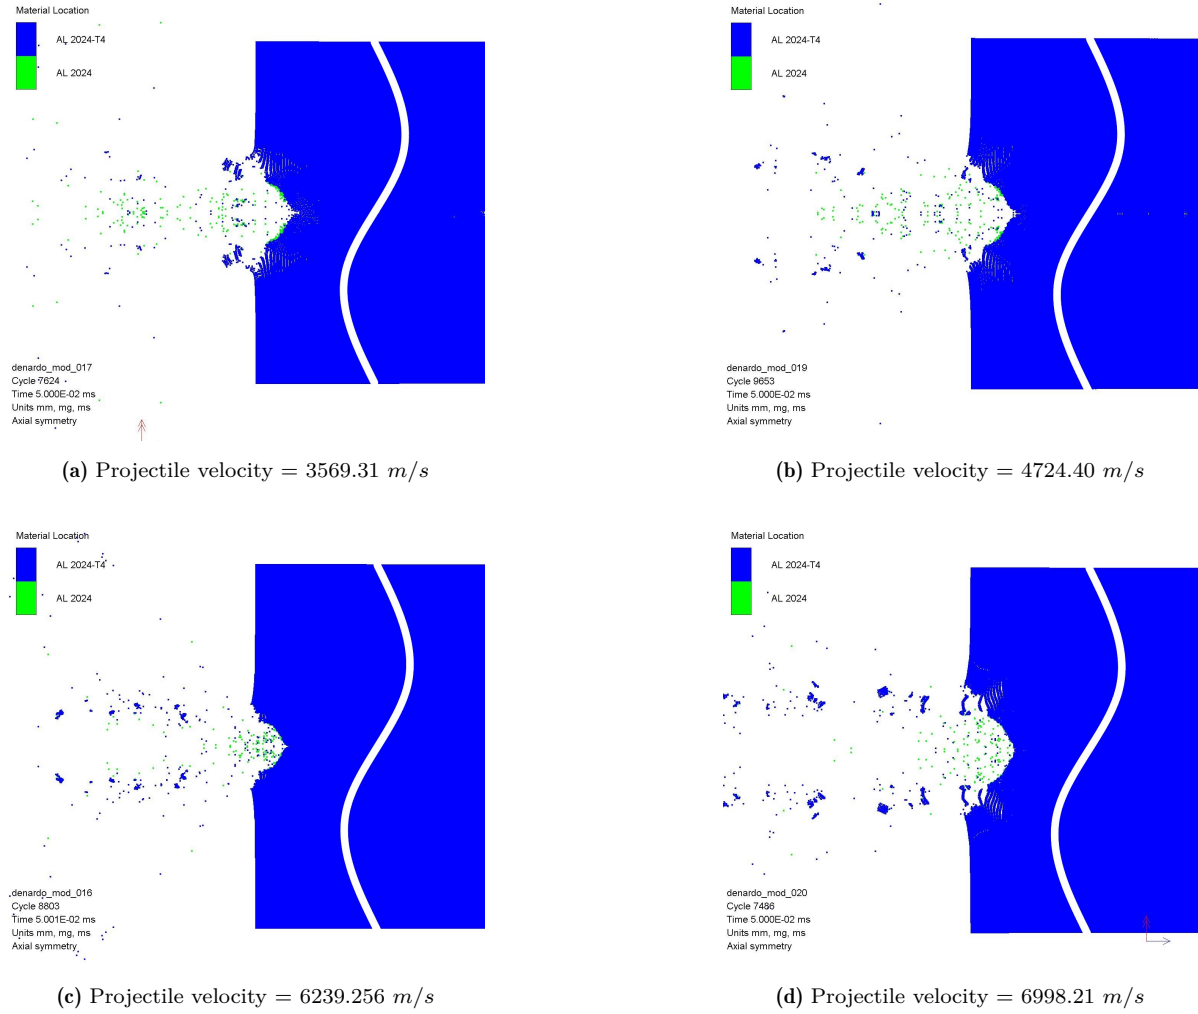 Material Location
AL 2024-T4
AL 2024
denardo_mod_017
Cycle 7624
Time 5.000E-02 ms
Units mm, mg, ms
Axial symmetry
(a) Projectile velocity = 3569.31 m/s
Material Location
AL 2024-T4
AL 2024
denardo_mod_019
Cycle 9653
Time 5.000E-02 ms
Units mm, mg, ms
Axial symmetry
(b) Projectile velocity = 4724.40 m/s
Material Location
AL 2024-T4
AL 2024
denardo_mod_016
Cycle 8803
Time 5.001E-02 ms
Units mm, mg, ms
Axial symmetry
(c) Projectile velocity = 6239.256 m/s
Material Location
AL 2024-T4
AL 2024
denardo_mod_020
Cycle 7486
Time 5.000E-02 ms
Units mm, mg, ms
Axial symmetry
(d) Projectile velocity = 6998.21 m/s